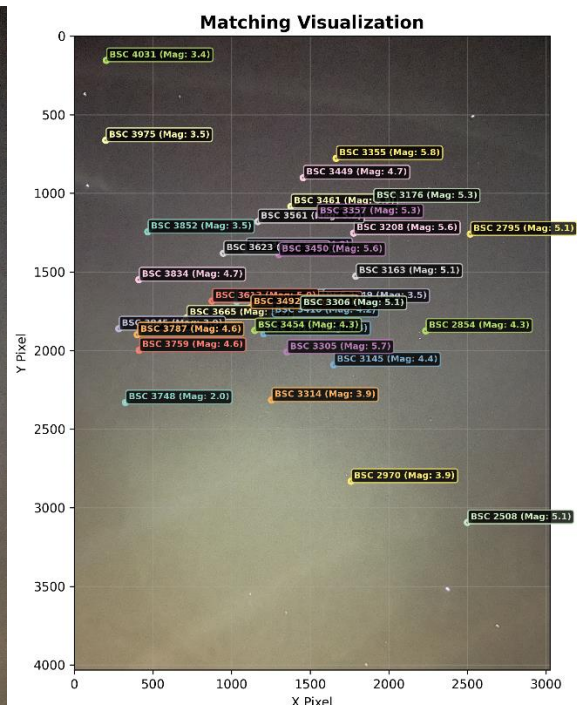 Matching Visualization
0
BSC 4031 (Mag: 3.4)
500
BSC 3975 (Mag: 3.5)
BSC 3355 (Mag: 5.8)
BSC 3449 (Mag: 4.7)
1000
BSC 3461 (Mag:
BSC 3176 (Mag: 5.3)
BSC 3357 (Mag: 5.3)
BSC 3561 (Mag:
BSC 3852 (Mag: 3.5)
BSC 3208 (Mag: 5.6)
BSC 2795 (Mag: 5.1)
BSC 3623
BSC 3450 (Mag: 5.6)
1500
BSC 3834 (Mag: 4.7)
BSC 3163 (Mag: 5.1)
BSC 3492
BSC 3306 (Mag: 5.1)
3.5)
BSC 3665 (Mag:
BSC 3787 (Mag: 4.6)
BSC 3454 (Mag: 4.3)
BSC 2854 (Mag: 4.3)
2000
BSC 3759 (Mag: 4.6)
BSC 3305 (Mag: 5.7)
BSC 3145 (Mag: 4.4)
BSC 3748 (Mag: 2.0)
BSC 3314 (Mag: 3.9)
2500
BSC 2970 (Mag: 3.9)
3000
BSC 2508 (Mag: 5.1)
3500
4000
0 500 1000 1500 2000 2500 3000
X Pixel
Y Pixel